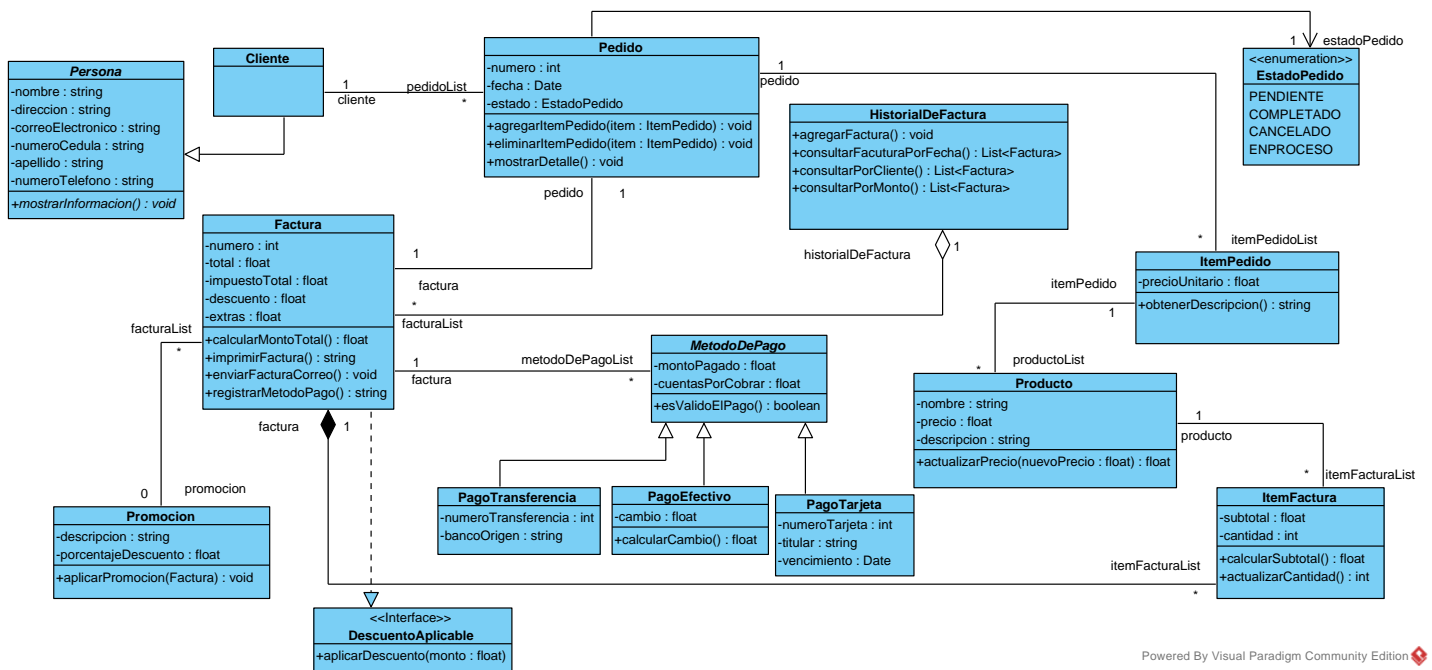 Persona
-nombre : string
-direccion : string
-correoElectronico : string
-numeroCedula : string
-apellido : string
-numeroTelefono : string
+mostrarInformacion() : void
Cliente
1
cliente
pedidoList
*
Pedido
-numero : int
-fecha : Date
-estado : EstadoPedido
+agregarItemPedido(item : ItemPedido) : void
+eliminarItemPedido(item : ItemPedido) : void
+mostrarDetalle() : void
1
pedido
1 estadoPedido
<<enumeration>>
EstadoPedido
PENDIENTE
COMPLETADO
CANCELADO
ENPROCESO
HistorialDeFactura
+agregarFactura() : void
+consultarFacuturaPorFecha() : List<Factura>
+consultarPorCliente() : List<Factura>
+consultarPorMonto() : List<Factura>
pedido 1
historialDeFactura 1
* itemPedidoList
Factura
-numero : int
-total : float
-impuestoTotal : float
-descuento : float
-extras : float
+calcularMontoTotal() : float
+imprimirFactura() : string
+enviarFacturaCorreo() : void
+registrarMetodoPago() : string
1
factura
*
facturaList
ItemPedido
-precioUnitario : float
+obtenerDescripcion() : string
itemPedido
1
facturaList
*
1
factura
metodoDePagoList
*
MetodoDePago
-montoPagado : float
-cuentasPorCobrar : float
+esValidoElPago() : boolean
productoList
*
Producto
-nombre : string
-precio : float
-descripcion : string
+actualizarPrecio(nuevoPrecio : float) : float
1
producto
factura 1
* itemFacturaList
0 promocion
Promocion
-descripcion : string
-porcentajeDescuento : float
+aplicarPromocion(Factura) : void
PagoTransferencia
-numeroTransferencia : int
-bancoOrigen : string
PagoEfectivo
-cambio : float
+calcularCambio() : float
PagoTarjeta
-numeroTarjeta : int
-titular : string
-vencimiento : Date
ItemFactura
-subtotal : float
-cantidad : int
+calcularSubtotal() : float
+actualizarCantidad() : int
itemFacturaList
*
<<Interface>>
DescuentoAplicable
+aplicarDescuento(monto : float)
Powered By Visual Paradigm Community Edition